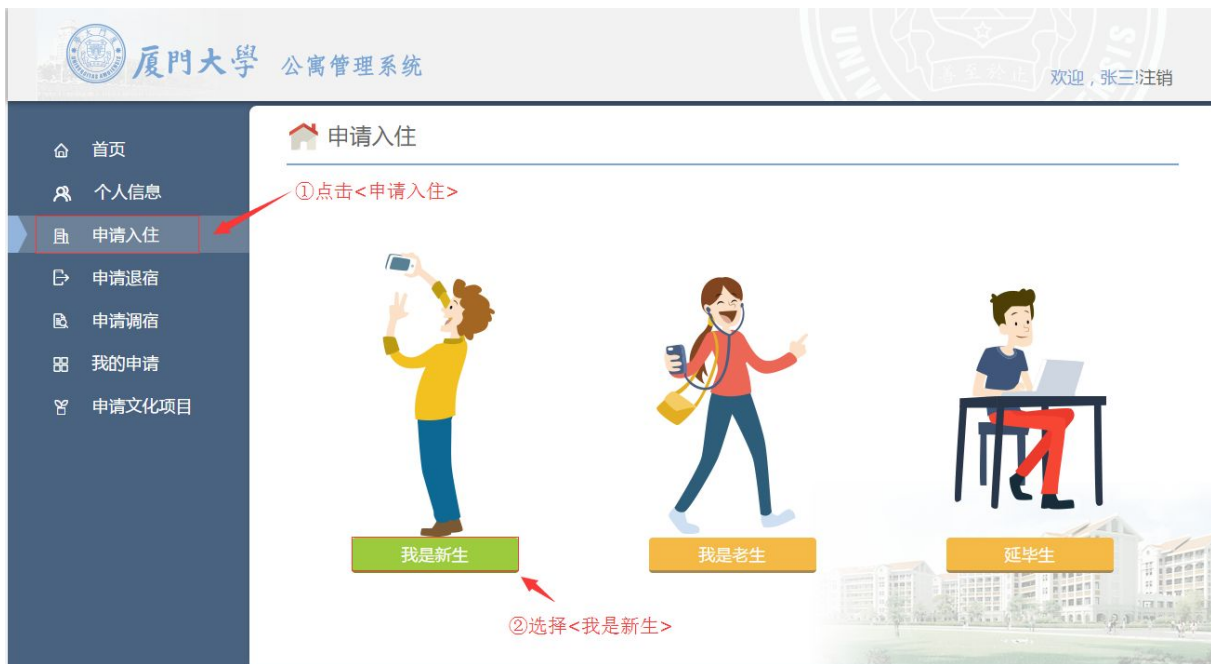 厦門大學 公寓管理系统
欢迎，张三!注销
首页
个人信息
申请入住
申请退宿
申请调宿
我的申请
申请文化项目
申请入住
①点击<申请入住>
我是新生
我是老生
延毕生
②选择<我是新生>